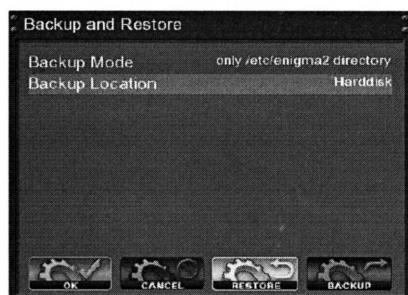 Backup and Restore
Backup Mode only /etc/enigma2 directory
Backup Location Harddisk
OK CANCEL RESTORE BACKUP